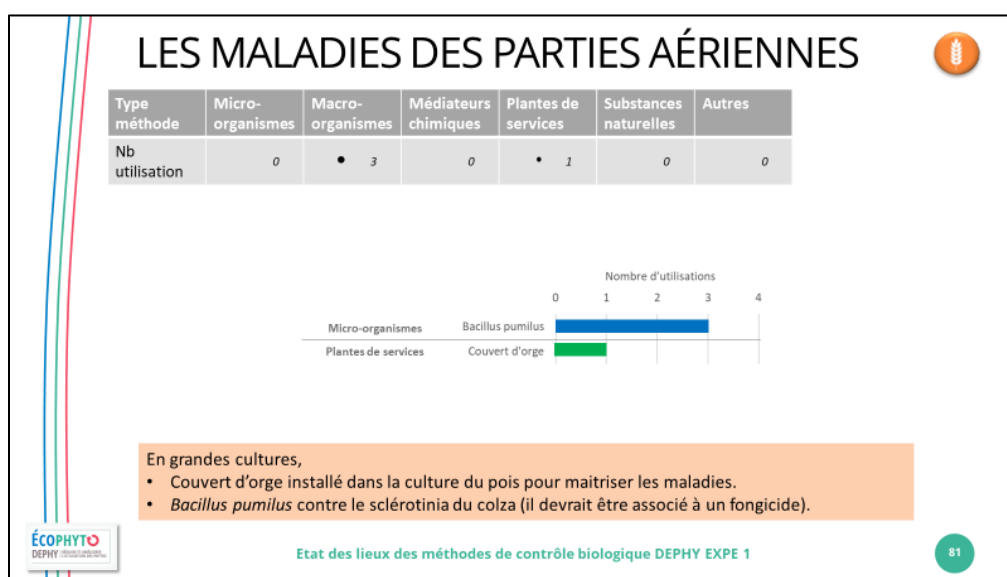 LES MALADIES DES PARTIES AÉRIENNES
Type méthode Micro-organismes Macro-organismes Médiateurs chimiques Plantes de services Substances naturelles Autres
Nb utilisation 0 • 3 0 • 1 0 0
Nombre d'utilisations
0 1 2 3 4
Micro-organismes Bacillus pumilus
Plantes de services Couvert d'orge
En grandes cultures,
• Couvert d'orge installé dans la culture du pois pour maitriser les maladies.
• Bacillus pumilus contre le sclérotinia du colza (il devrait être associé à un fongicide).
ÉCOPHYTO
DEPHY
Etat des lieux des méthodes de contrôle biologique DEPHY EXPE 1
81